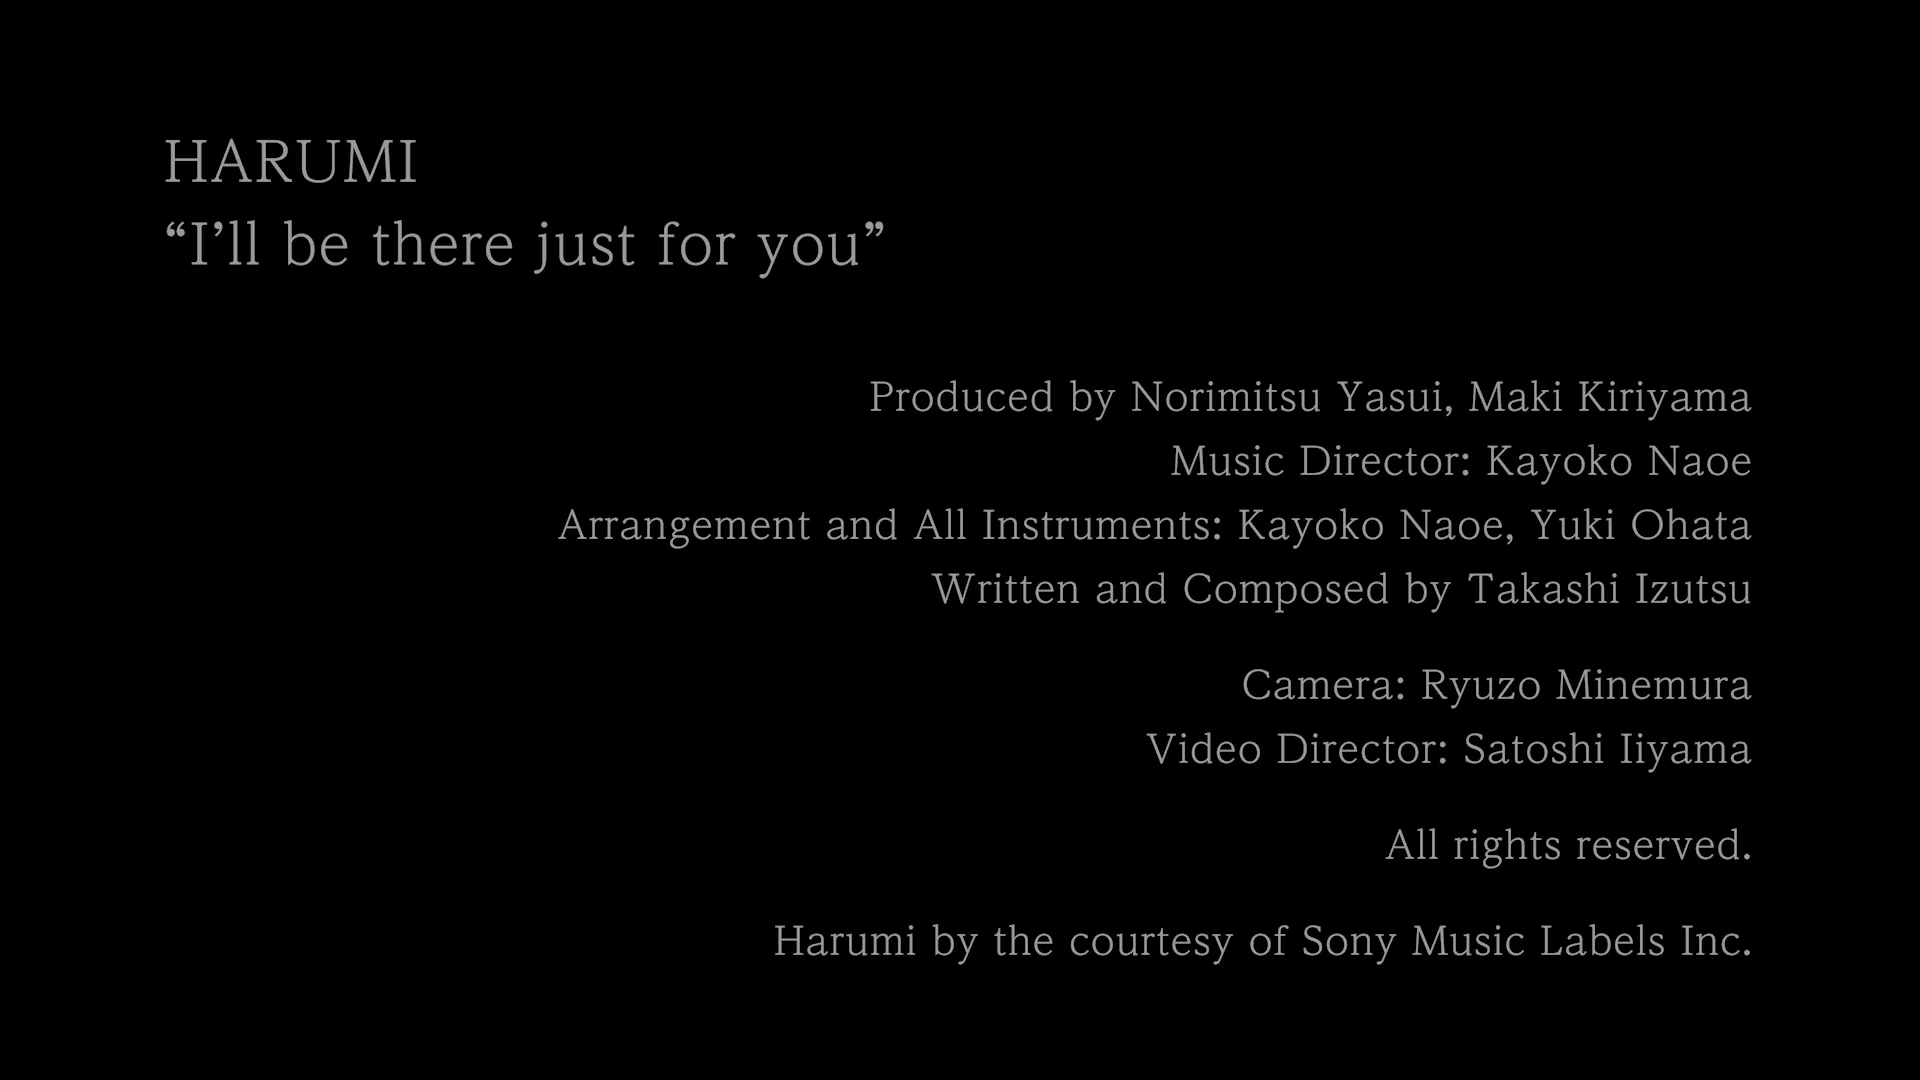 HARUMI
“I’ll be there just for you”
Produced by Norimitsu Yasui, Maki Kiriyama
Music Director: Kayoko Naoe
Arrangement and All Instruments: Kayoko Naoe, Yuki Ohata
Written and Composed by Takashi Izutsu
Camera: Ryuzo Minemura
Video Director: Satoshi Iiyama
All rights reserved.
Harumi by the courtesy of Sony Music Labels Inc.